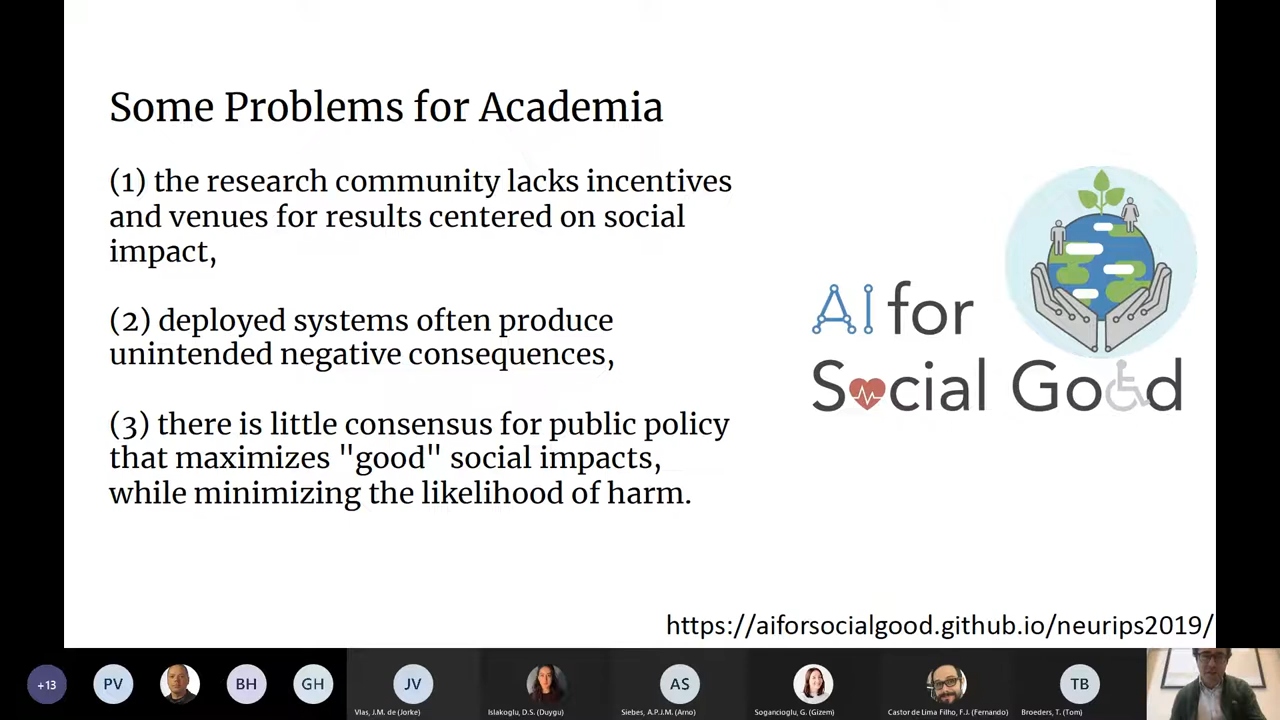 Some Problems for Academia
(1) the research community lacks incentives
and venues for results centered on social
impact,
(2) deployed systems often produce
unintended negative consequences,
(3) there is little consensus for public policy
that maximizes "good" social impacts,
while minimizing the likelihood of harm.
AI for
Social Good
https://aiforsocialgood.github.io/neurips2019/
+13
PV
BH
GH
JV
Vlas, J.M. de (Jorke)
Islakoglu, D.S. (Duygu)
AS
Siebes, A.P.J.M. (Arno)
Sogancioglu, G. (Gizem)
Castor de Lima Filho, F.J. (Fernando)
TB
Broeders, T. (Tom)